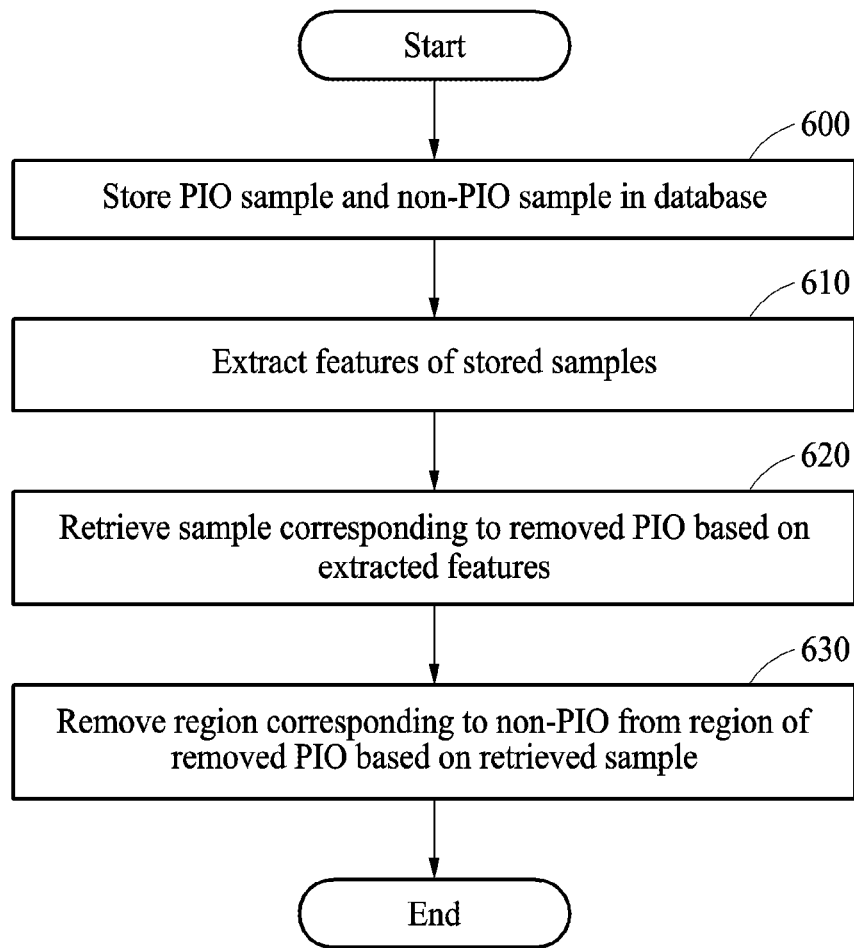 Start
600
Store PIO sample and non-PIO sample in database
610
Extract features of stored samples
620
Retrieve sample corresponding to removed PIO based on
extracted features
630
Remove region corresponding to non-PIO from region of
removed PIO based on retrieved sample
End